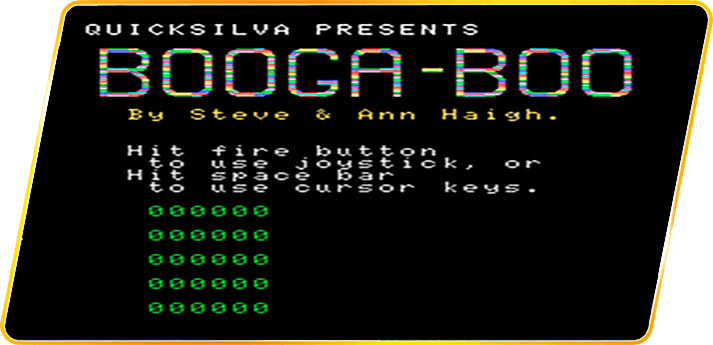 QUICKSILVA PRESENTS
BOOGA-BOO
By Steve & Ann Haigh.
Hit fire button
to use joystick, or
Hit space bar
to use cursor keys.
000000
000000
000000
000000
000000